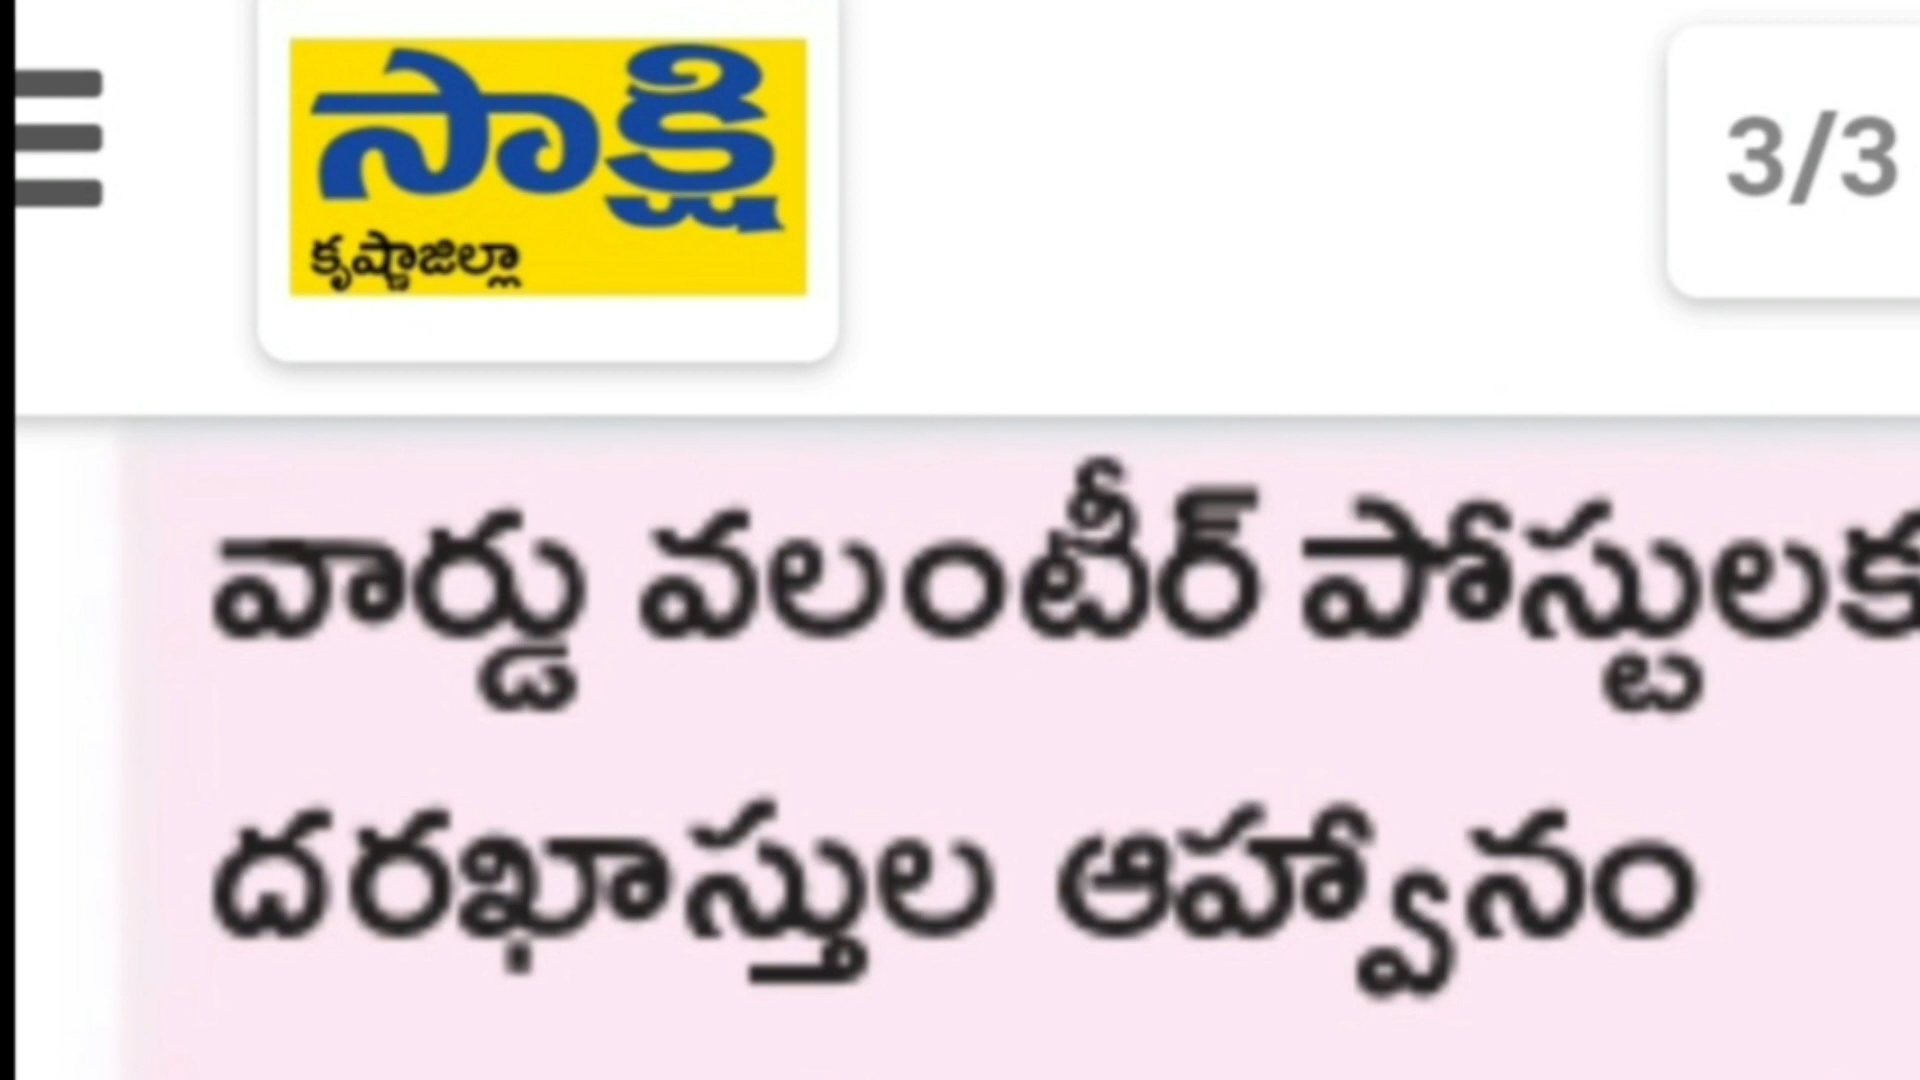 సాక్షి
కృష్ణాజిల్లా
3/3
వార్డు వలంటీర్ పోస్టులక
దరఖాస్తుల ఆహ్వానం